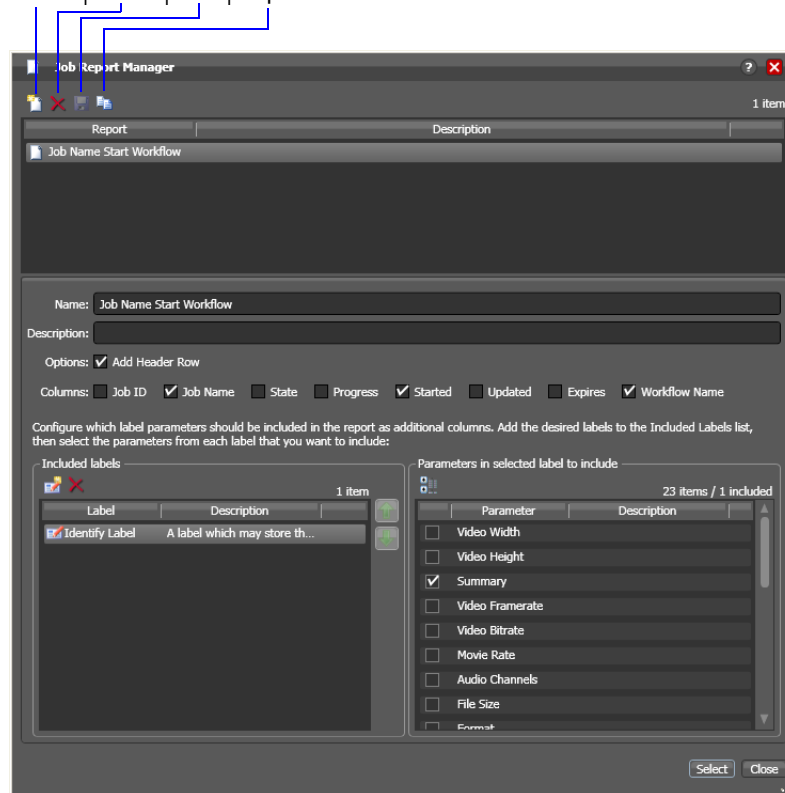 Job Report Manager
?
1 item
Report Description
Job Name Start Workflow
Name: Job Name Start Workflow
Description:
Options: Add Header Row
Columns: Job ID Job Name State Progress Started Updated Expires Workflow Name
Configure which label parameters should be included in the report as additional columns. Add the desired labels to the Included Labels list,
then select the parameters from each label that you want to include:
Included labels
1 item
Label Description
Identify Label A label which may store th...
Parameters in selected label to include
23 items / 1 included
Parameter Description
Video Width
Video Height
Summary
Video Framerate
Video Bitrate
Movie Rate
Audio Channels
File Size
Format
Select Close